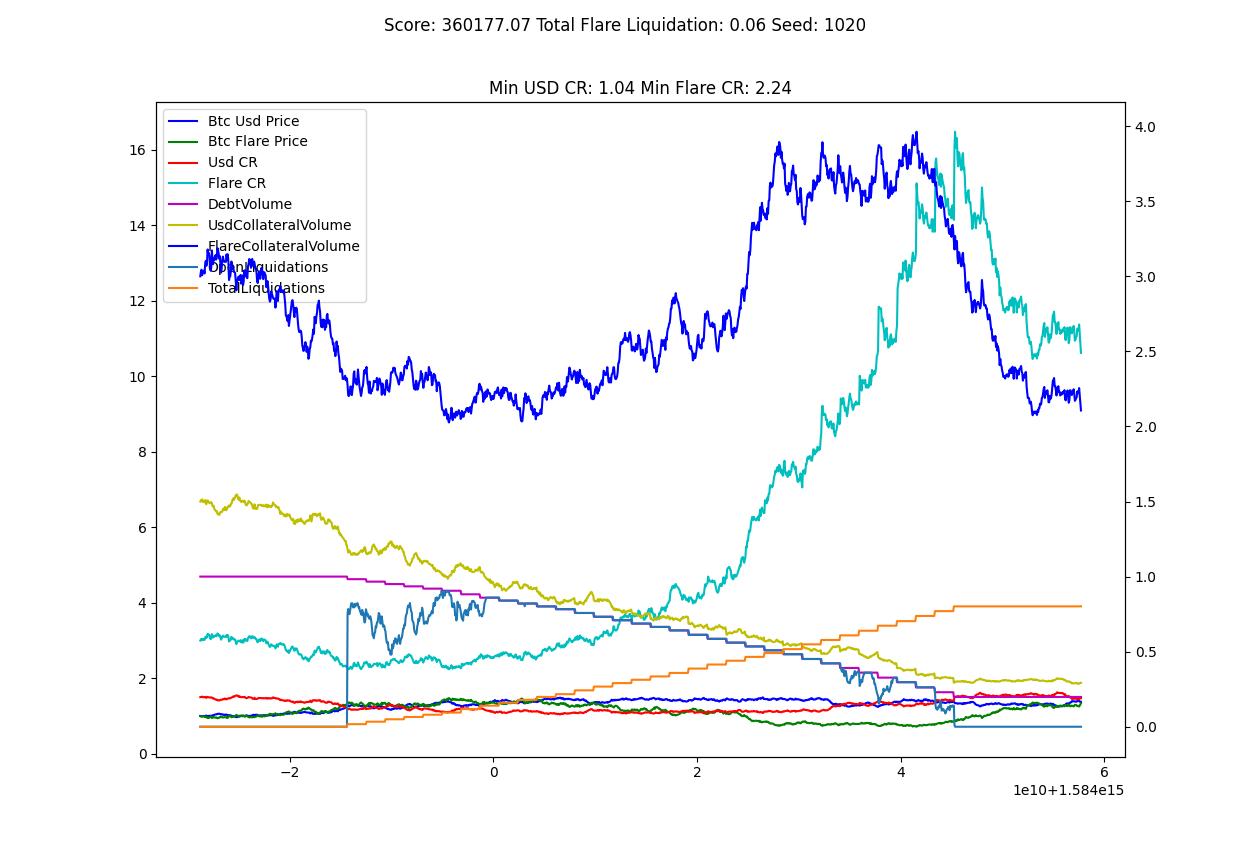 Score: 360177.07 Total Flare Liquidation: 0.06 Seed: 1020
Min USD CR: 1.04 Min Flare CR: 2.24
Btc Usd Price
Btc Flare Price
Usd CR
Flare CR
DebtVolume
UsdCollateralVolume
FlareCollateralVolume
OpenLiquidations
TotalLiquidations
16
14
12
10
8
6
4
2
0
4.0
3.5
3.0
2.5
2.0
1.5
1.0
0.5
0.0
−2
0
2
4
6
1e10+1.584e15